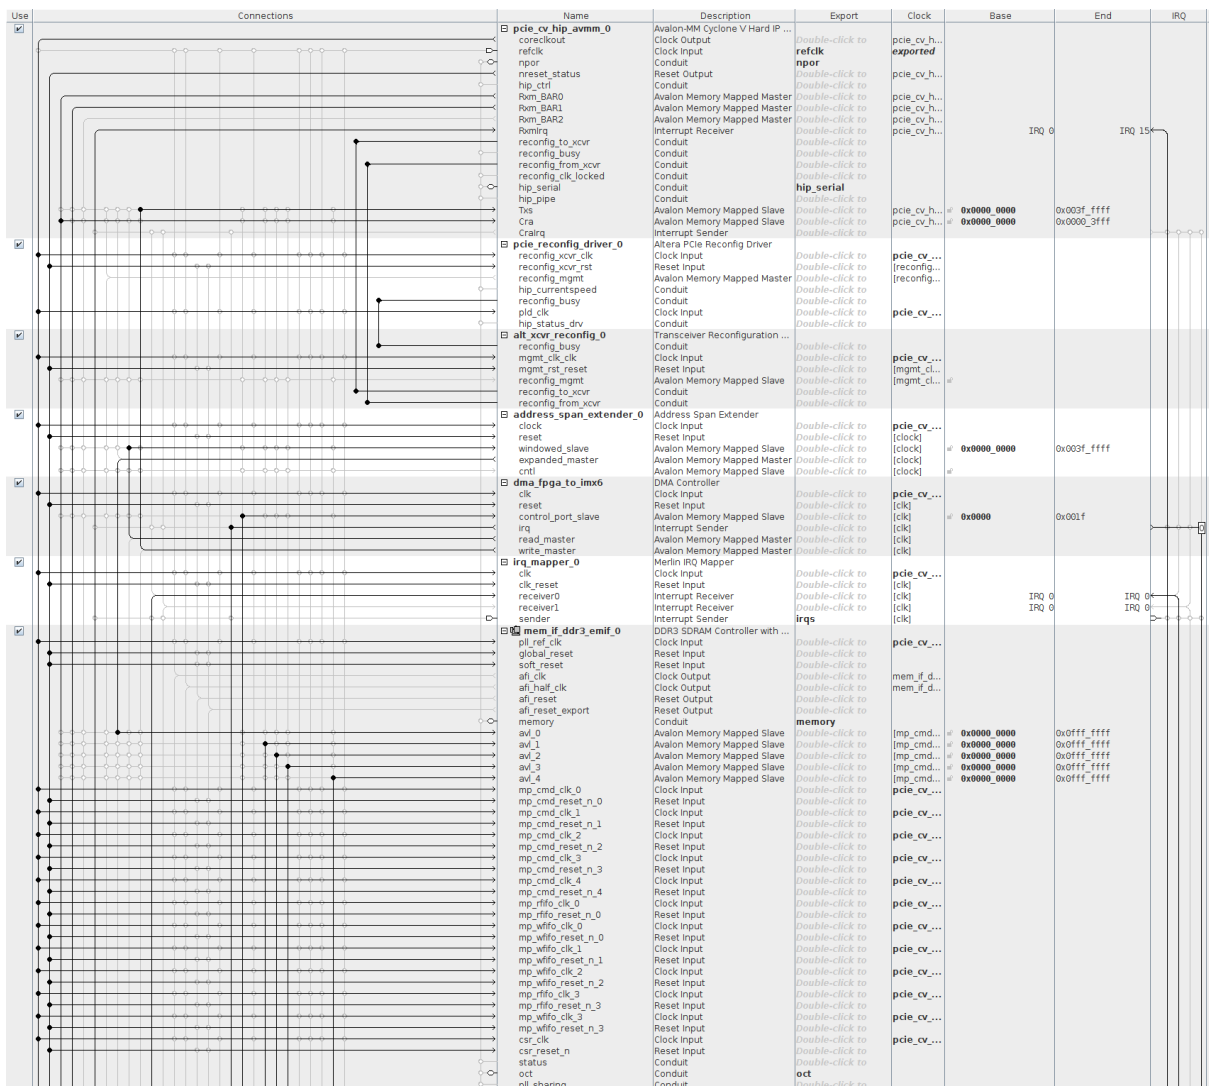 Use Connections Name Description Export Clock Base End IRQ
pcie_cv_hip_avmm_0 Avalon-MM Cyclone V Hard IP ...
coreclkout Clock Output Double-click to pcie_cv_h...
refclk Clock Input refclk exported
npor Conduit npor
nreset_status Reset Output Double-click to pcie_cv_h...
hip_ctrl Conduit Double-click to
Rxm_BAR0 Avalon Memory Mapped Master Double-click to pcie_cv_h...
Rxm_BAR1 Avalon Memory Mapped Master Double-click to pcie_cv_h...
Rxm_BAR2 Avalon Memory Mapped Master Double-click to pcie_cv_h...
RxmIrq Interrupt Receiver Double-click to pcie_cv_h... IRQ 0 IRQ 15
reconfig_to_xcvr Conduit Double-click to
reconfig_busy Conduit Double-click to
reconfig_from_xcvr Conduit Double-click to
reconfig_clk_locked Conduit Double-click to
hip_serial Conduit hip_serial
hip_pipe Conduit Double-click to
Txs Avalon Memory Mapped Slave Double-click to pcie_cv_h... 0x0000_0000 0x003f_ffff
Cra Avalon Memory Mapped Slave Double-click to pcie_cv_h... 0x0000_0000 0x0000_3fff
CraIrq Interrupt Sender Double-click to pcie_cv_h...
pcie_reconfig_driver_0 Altera PCIe Reconfig Driver
reconfig_xcvr_clk Clock Input Double-click to pcie_cv_...
reconfig_xcvr_rst Reset Input Double-click to [reconfig...
reconfig_mgmt Avalon Memory Mapped Master Double-click to [reconfig...
hip_currentspeed Conduit Double-click to
reconfig_busy Conduit Double-click to
pld_clk Clock Input Double-click to pcie_cv_...
hip_status_drv Conduit Double-click to
alt_xcvr_reconfig_0 Transceiver Reconfiguration ...
reconfig_busy Conduit Double-click to
mgmt_clk_clk Clock Input Double-click to pcie_cv_...
mgmt_rst_reset Reset Input Double-click to [mgmt_cl...
reconfig_mgmt Avalon Memory Mapped Slave Double-click to [mgmt_cl...
reconfig_to_xcvr Conduit Double-click to
reconfig_from_xcvr Conduit Double-click to
address_span_extender_0 Address Span Extender
clock Clock Input Double-click to pcie_cv_...
reset Reset Input Double-click to [clock]
windowed_slave Avalon Memory Mapped Slave Double-click to [clock] 0x0000_0000 0x003f_ffff
expanded_master Avalon Memory Mapped Master Double-click to [clock]
cntl Avalon Memory Mapped Slave Double-click to [clock]
dma_fpga_to_imx6 DMA Controller
clk Clock Input Double-click to pcie_cv_...
reset Reset Input Double-click to [clk]
control_port_slave Avalon Memory Mapped Slave Double-click to [clk] 0x0000 0x001f
irq Interrupt Sender Double-click to [clk] 0
read_master Avalon Memory Mapped Master Double-click to [clk]
write_master Avalon Memory Mapped Master Double-click to [clk]
irq_mapper_0 Merlin IRQ Mapper
clk Clock Input Double-click to pcie_cv_...
clk_reset Reset Input Double-click to [clk]
receiver0 Interrupt Receiver Double-click to [clk] IRQ 0 IRQ 0
receiver1 Interrupt Receiver Double-click to [clk] IRQ 0 IRQ 0
sender Interrupt Sender irqs [clk]
mem_if_ddr3_emif_0 DDR3 SDRAM Controller with ...
pll_ref_clk Clock Input Double-click to pcie_cv_...
global_reset Reset Input Double-click to
soft_reset Reset Input Double-click to
afi_clk Clock Output Double-click to mem_if_d...
afi_half_clk Clock Output Double-click to mem_if_d...
afi_reset Reset Output Double-click to
afi_reset_export Reset Output Double-click to
memory Conduit memory
avl_0 Avalon Memory Mapped Slave Double-click to [mp_cmd... 0x0000_0000 0x0fff_ffff
avl_1 Avalon Memory Mapped Slave Double-click to [mp_cmd... 0x0000_0000 0x0fff_ffff
avl_2 Avalon Memory Mapped Slave Double-click to [mp_cmd... 0x0000_0000 0x0fff_ffff
avl_3 Avalon Memory Mapped Slave Double-click to [mp_cmd... 0x0000_0000 0x0fff_ffff
avl_4 Avalon Memory Mapped Slave Double-click to [mp_cmd... 0x0000_0000 0x0fff_ffff
mp_cmd_clk_0 Clock Input Double-click to pcie_cv_...
mp_cmd_reset_n_0 Reset Input Double-click to
mp_cmd_clk_1 Clock Input Double-click to pcie_cv_...
mp_cmd_reset_n_1 Reset Input Double-click to
mp_cmd_clk_2 Clock Input Double-click to pcie_cv_...
mp_cmd_reset_n_2 Reset Input Double-click to
mp_cmd_clk_3 Clock Input Double-click to pcie_cv_...
mp_cmd_reset_n_3 Reset Input Double-click to
mp_cmd_clk_4 Clock Input Double-click to pcie_cv_...
mp_cmd_reset_n_4 Reset Input Double-click to
mp_rfifo_clk_0 Clock Input Double-click to pcie_cv_...
mp_rfifo_reset_n_0 Reset Input Double-click to
mp_wfifo_clk_0 Clock Input Double-click to pcie_cv_...
mp_wfifo_reset_n_0 Reset Input Double-click to
mp_wfifo_clk_1 Clock Input Double-click to pcie_cv_...
mp_wfifo_reset_n_1 Reset Input Double-click to
mp_wfifo_clk_2 Clock Input Double-click to pcie_cv_...
mp_wfifo_reset_n_2 Reset Input Double-click to
mp_rfifo_clk_3 Clock Input Double-click to pcie_cv_...
mp_rfifo_reset_n_3 Reset Input Double-click to
mp_wfifo_clk_3 Clock Input Double-click to pcie_cv_...
mp_wfifo_reset_n_3 Reset Input Double-click to
csr_clk Clock Input Double-click to pcie_cv_...
csr_reset_n Reset Input Double-click to
status Conduit Double-click to
oct Conduit oct
pll_sharing Conduit Double-click to